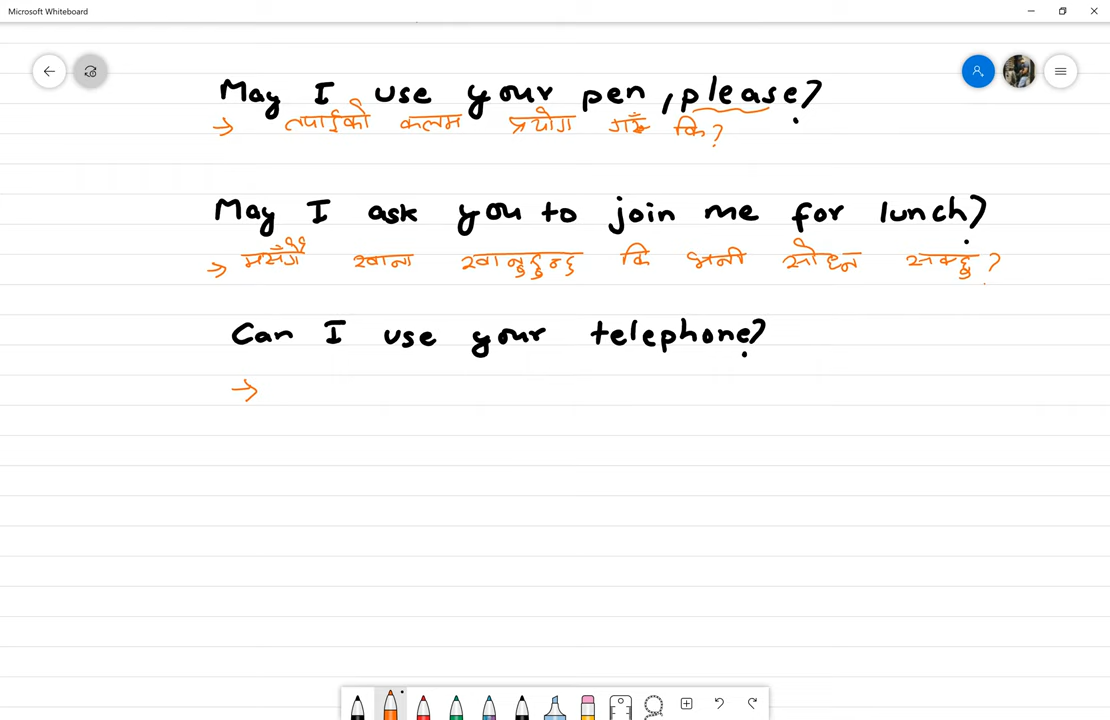 Microsoft Whiteboard
May I use your pen, please?
→ तपाईको कलम प्रयोग गरूँ कि?
May I ask you to join me for lunch?
→ मसँगै खाना खानुहुन्छ कि भनी सोध्न सक्छु?
Can I use your telephone?
→